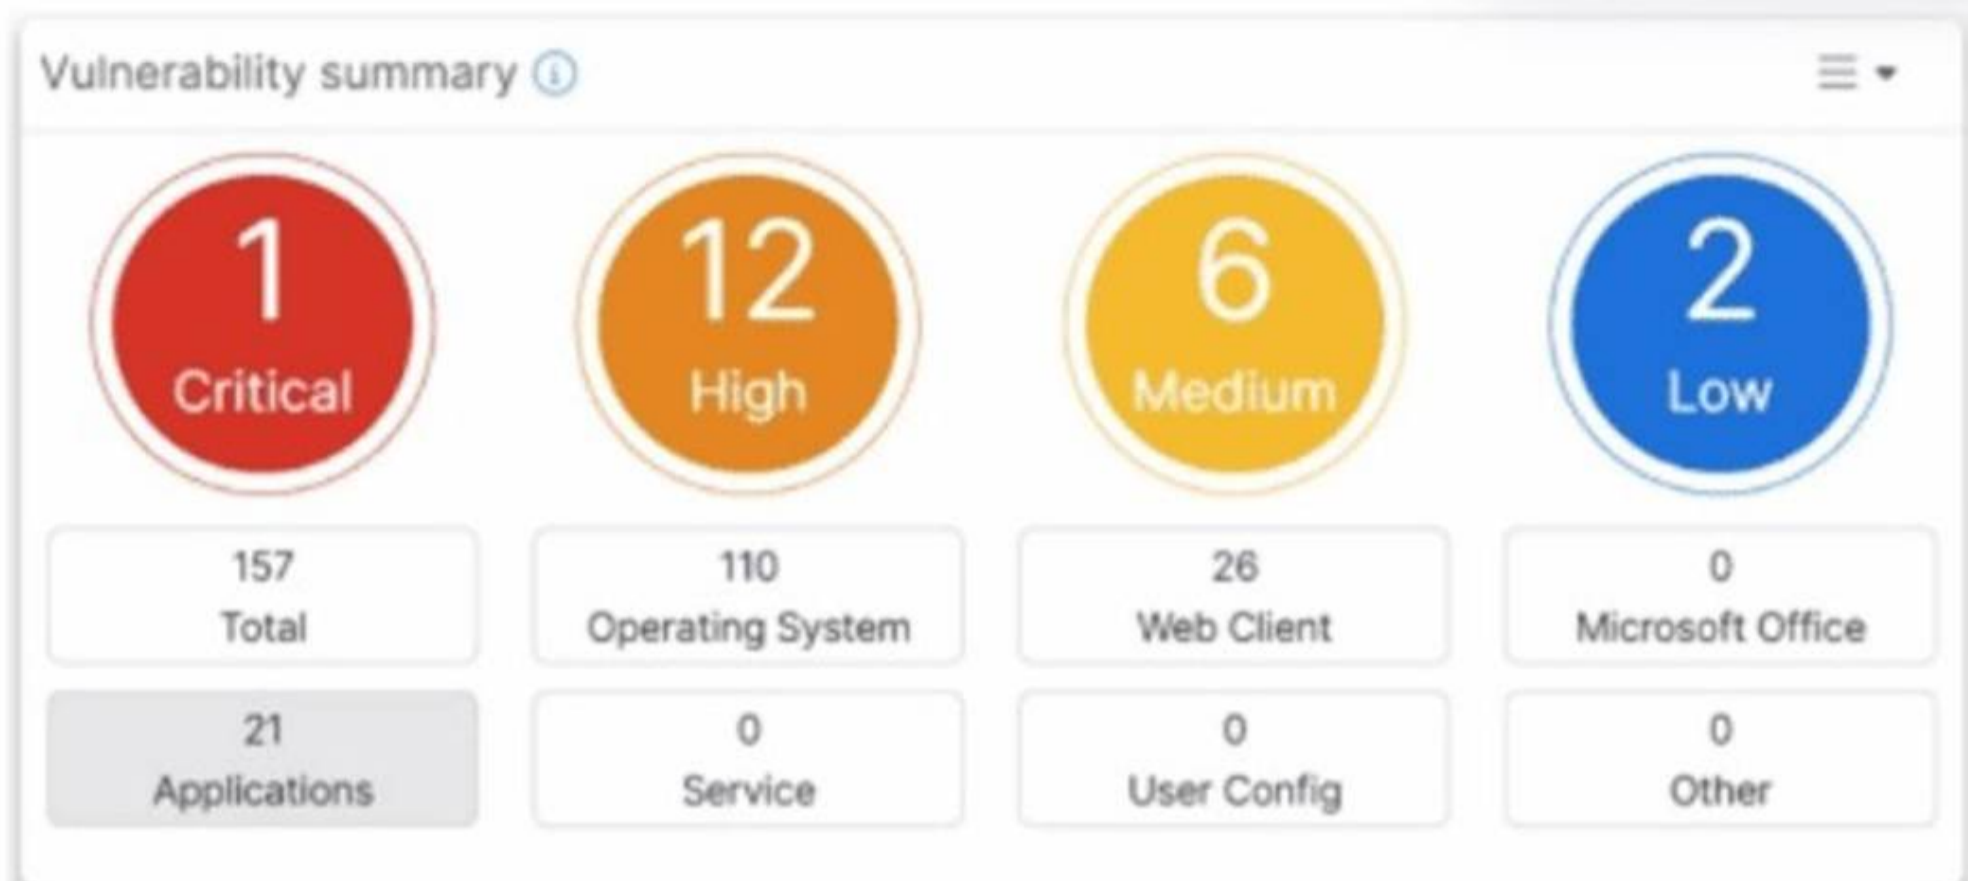 Vulnerability summary
1
Critical
12
High
6
Medium
2
Low
157
Total
110
Operating System
26
Web Client
0
Microsoft Office
21
Applications
0
Service
0
User Config
0
Other